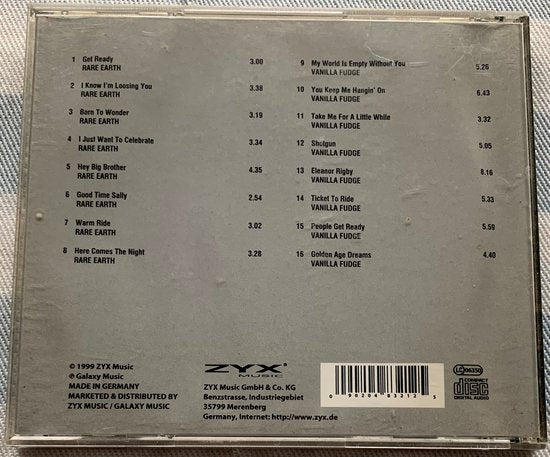 1 Get Ready 3.00
RARE EARTH
2 I Know I'm Loosing You 3.38
RARE EARTH
3 Born To Wonder 3.19
RARE EARTH
4 I Just Want To Celebrate 3.34
RARE EARTH
5 Hey Big Brother 4.35
RARE EARTH
6 Good Time Sally 2.54
RARE EARTH
7 Warm Ride 3.02
RARE EARTH
8 Here Comes The Night 3.28
RARE EARTH
9 My World Is Empty Without You 5.26
VANILLA FUDGE
10 You Keep Me Hangin' On 6.43
VANILLA FUDGE
11 Take Me For A Little While 3.32
VANILLA FUDGE
12 Shotgun 5.05
VANILLA FUDGE
13 Eleanor Rigby 8.16
VANILLA FUDGE
14 Ticket To Ride 5.33
VANILLA FUDGE
15 People Get Ready 5.59
VANILLA FUDGE
16 Golden Age Dreams 4.40
VANILLA FUDGE
© 1999 ZYX Music
℗ Galaxy Music
MADE IN GERMANY
MARKETED & DISTRIBUTED BY
ZYX MUSIC / GALAXY MUSIC
ZYX®
MUSIC
ZYX Music GmbH & Co. KG
Benzstrasse, Industriegebiet
35799 Merenberg
Germany, Internet: http://www.zyx.de
0 90204 83212 5
LC 06350
COMPACT
disc
DIGITAL AUDIO